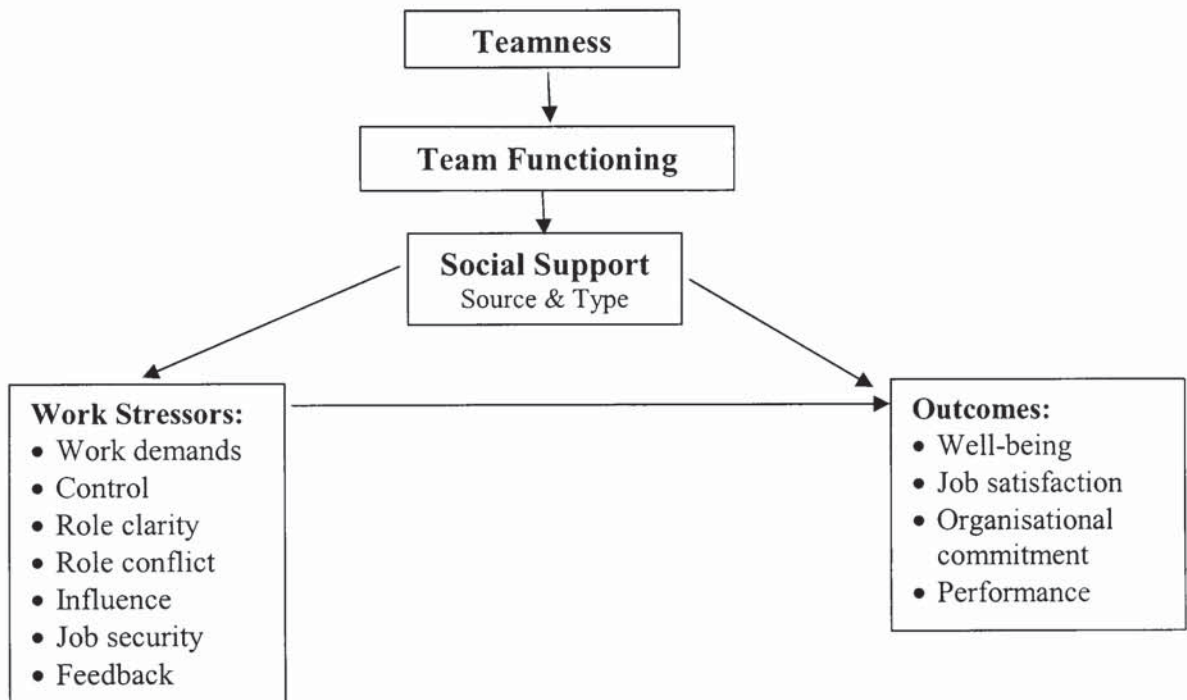 Teamness
Team Functioning
Social Support
Source & Type
Work Stressors:
• Work demands
• Control
• Role clarity
• Role conflict
• Influence
• Job security
• Feedback
Outcomes:
• Well-being
• Job satisfaction
• Organisational
commitment
• Performance